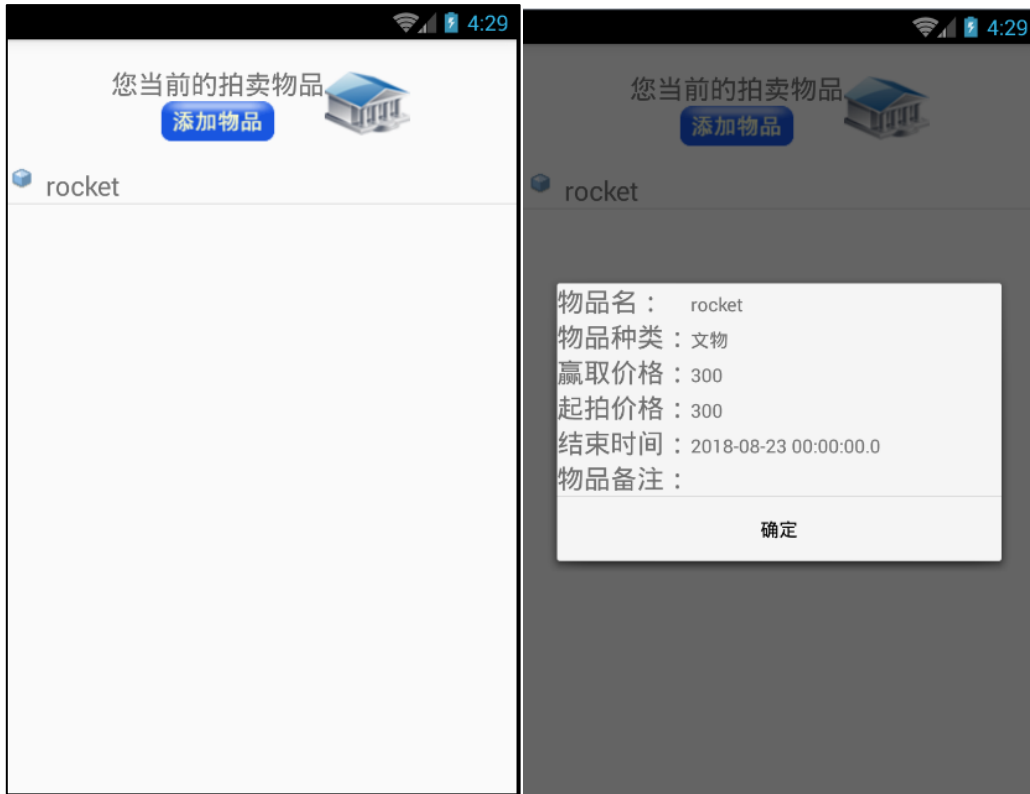 4:29
您当前的拍卖物品
添加物品
rocket
4:29
您当前的拍卖物品
添加物品
rocket
物品名： rocket
物品种类：文物
赢取价格：300
起拍价格：300
结束时间：2018-08-23 00:00:00.0
物品备注：
确定